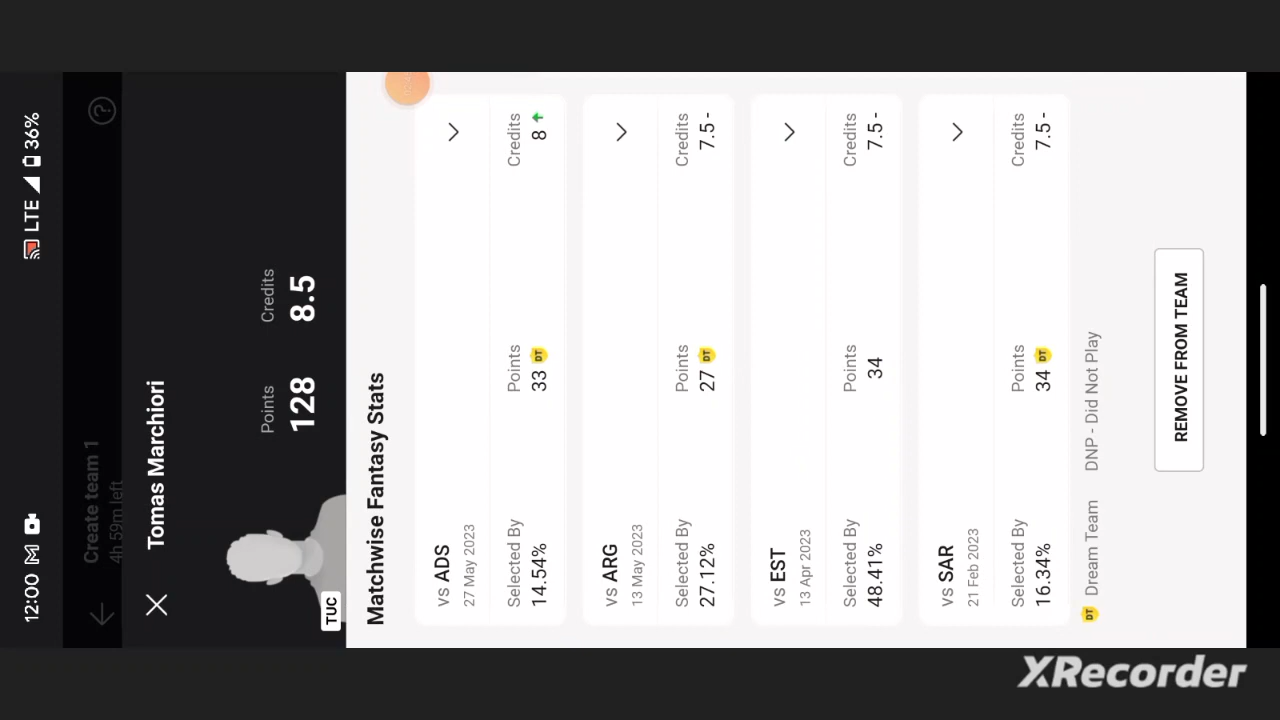 12:00
LTE 36%
Create team 1
4h 59m left
Tomas Marchiori
TUC
Points Credits
128 8.5
Matchwise Fantasy Stats
vs ADS
27 May 2023
Selected By Points Credits
14.54% 33 DT 8
vs ARG
13 May 2023
Selected By Points Credits
27.12% 27 DT 7.5 -
vs EST
13 Apr 2023
Selected By Points Credits
48.41% 34 7.5 -
vs SAR
21 Feb 2023
Selected By Points Credits
16.34% 34 DT 7.5 -
DT Dream Team DNP - Did Not Play
REMOVE FROM TEAM
XRecorder